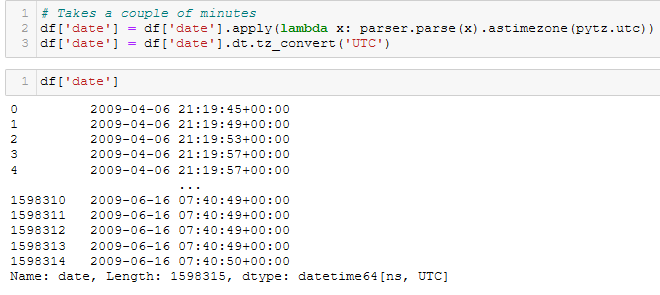 1 # Takes a couple of minutes
2 df['date'] = df['date'].apply(lambda x: parser.parse(x).astimezone(pytz.utc))
3 df['date'] = df['date'].dt.tz_convert('UTC')
1 df['date']
0 2009-04-06 21:19:45+00:00
1 2009-04-06 21:19:49+00:00
2 2009-04-06 21:19:53+00:00
3 2009-04-06 21:19:57+00:00
4 2009-04-06 21:19:57+00:00
...
1598310 2009-06-16 07:40:49+00:00
1598311 2009-06-16 07:40:49+00:00
1598312 2009-06-16 07:40:49+00:00
1598313 2009-06-16 07:40:49+00:00
1598314 2009-06-16 07:40:50+00:00
Name: date, Length: 1598315, dtype: datetime64[ns, UTC]